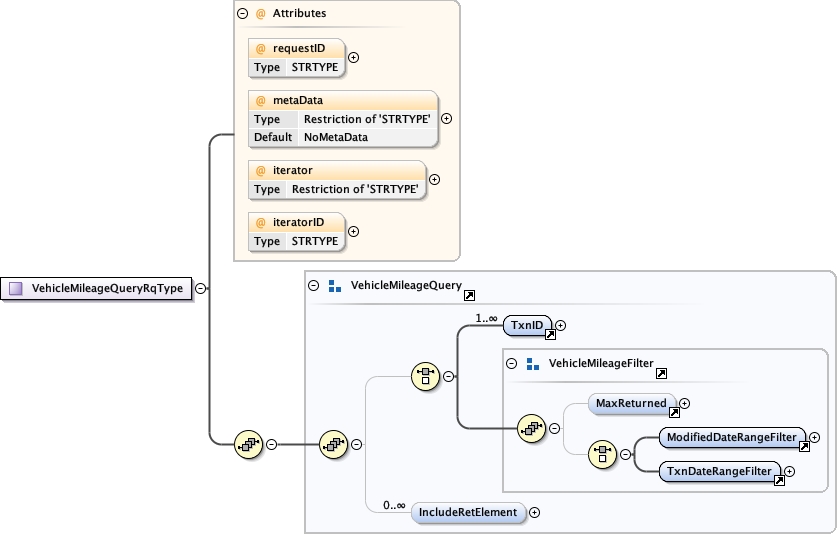 @ Attributes
@ requestID
Type STRTYPE
@ metaData
Type Restriction of 'STRTYPE'
Default NoMetaData
@ iterator
Type Restriction of 'STRTYPE'
@ iteratorID
Type STRTYPE
VehicleMileageQueryRqType
VehicleMileageQuery
1..∞
TxnID
VehicleMileageFilter
MaxReturned
ModifiedDateRangeFilter
TxnDateRangeFilter
0..∞
IncludeRetElement